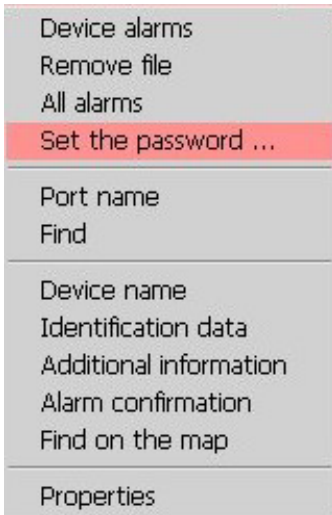 Device alarms
Remove file
All alarms
Set the password ...
Port name
Find
Device name
Identification data
Additional information
Alarm confirmation
Find on the map
Properties